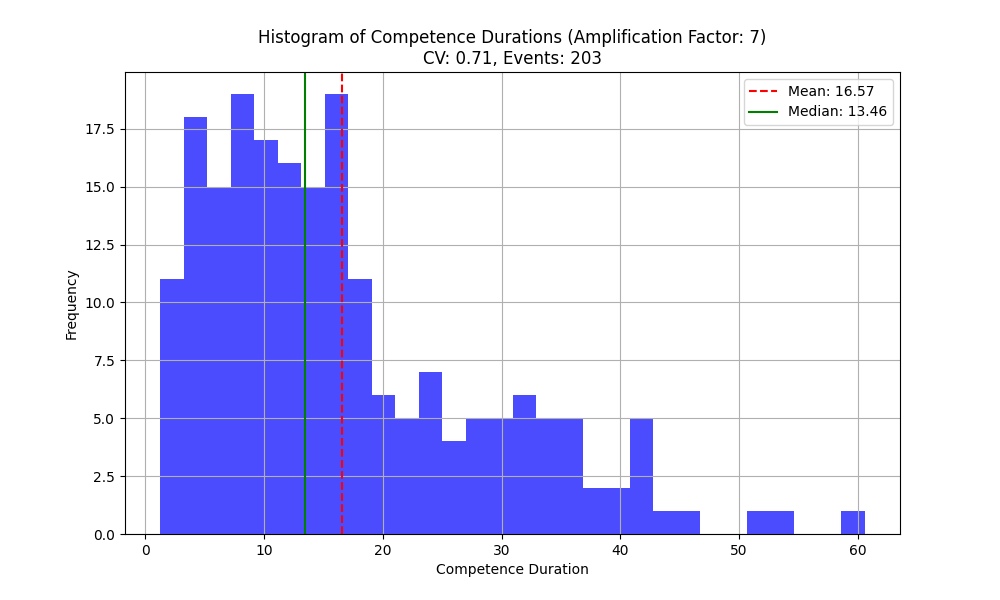 Histogram of Competence Durations (Amplification Factor: 7)
CV: 0.71, Events: 203
Mean: 16.57
Median: 13.46
Frequency
17.5
15.0
12.5
10.0
7.5
5.0
2.5
0.0
0 10 20 30 40 50 60
Competence Duration